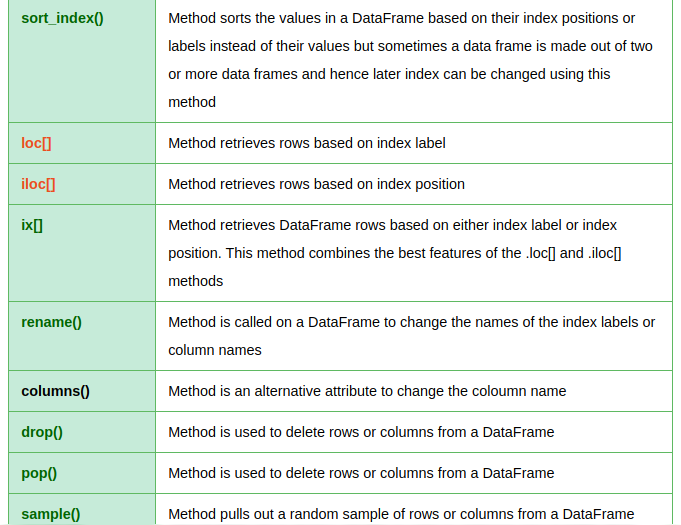 sort_index()
Method sorts the values in a DataFrame based on their index positions or
labels instead of their values but sometimes a data frame is made out of two
or more data frames and hence later index can be changed using this
method
loc[]
Method retrieves rows based on index label
iloc[]
Method retrieves rows based on index position
ix[]
Method retrieves DataFrame rows based on either index label or index
position. This method combines the best features of the .loc[] and .iloc[]
methods
rename()
Method is called on a DataFrame to change the names of the index labels or
column names
columns()
Method is an alternative attribute to change the coloumn name
drop()
Method is used to delete rows or columns from a DataFrame
pop()
Method is used to delete rows or columns from a DataFrame
sample()
Method pulls out a random sample of rows or columns from a DataFrame